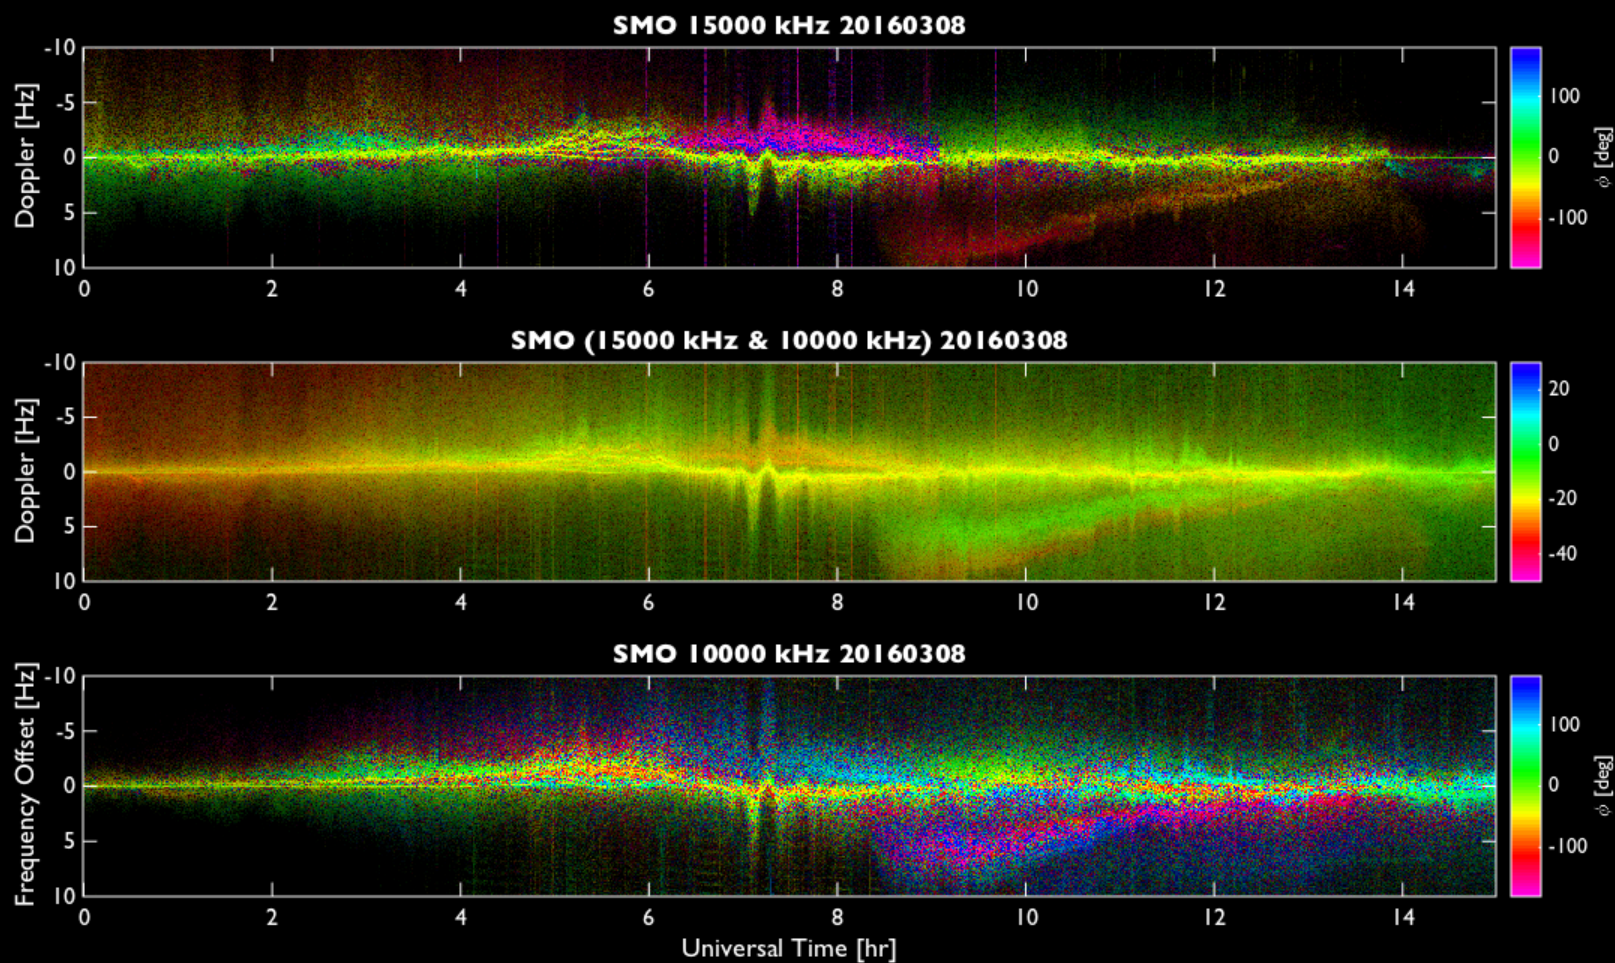 SMO 15000 kHz 20160308
Doppler [Hz]
-10
-5
0
5
10
0 2 4 6 8 10 12 14
100
0
-100
ϕ [deg]
SMO (15000 kHz & 10000 kHz) 20160308
Doppler [Hz]
-10
-5
0
5
10
0 2 4 6 8 10 12 14
20
0
-20
-40
SMO 10000 kHz 20160308
Frequency Offset [Hz]
-10
-5
0
5
10
0 2 4 6 8 10 12 14
100
0
-100
ϕ [deg]
Universal Time [hr]